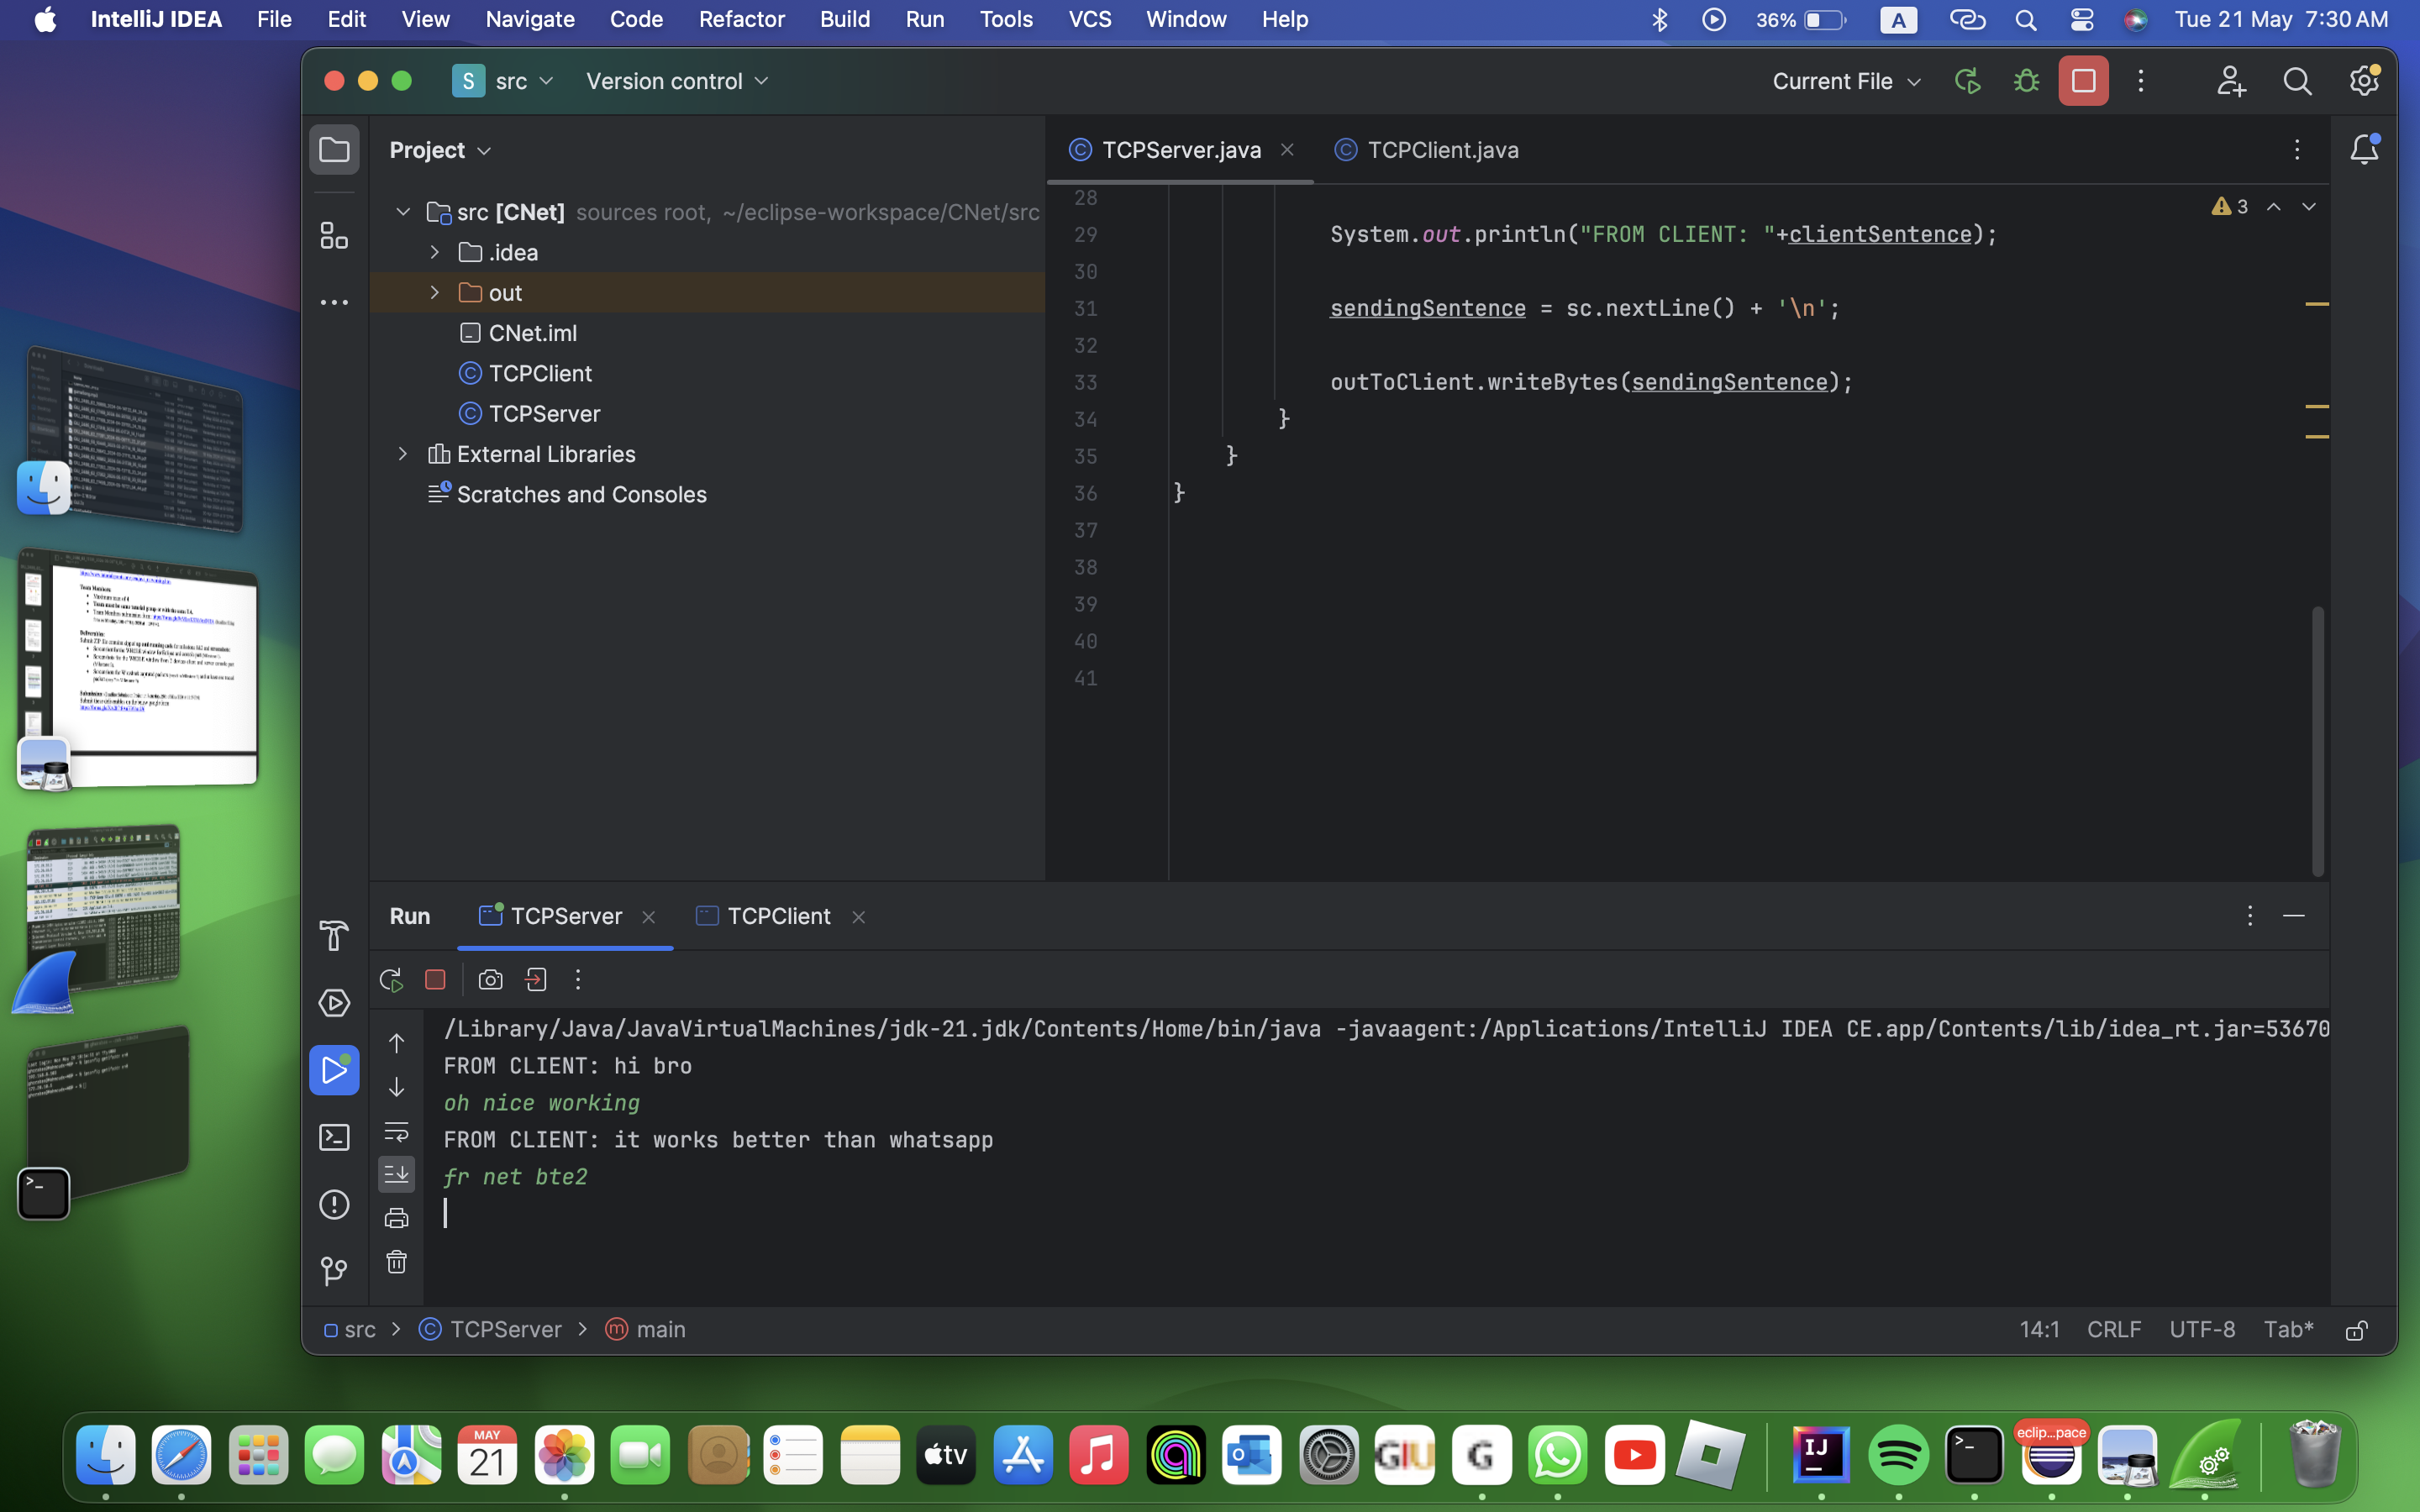 IntelliJ IDEA File Edit View Navigate Code Refactor Build Run Tools VCS Window Help 36% A Tue 21 May 7:30 AM
S src Version control Current File
Project
TCPServer.java TCPClient.java
src [CNet] sources root, ~/eclipse-workspace/CNet/src
.idea
out
CNet.iml
TCPClient
TCPServer
External Libraries
Scratches and Consoles
3
28
29 System.out.println("FROM CLIENT: "+clientSentence);
30
31 sendingSentence = sc.nextLine() + '\n';
32
33 outToClient.writeBytes(sendingSentence);
34 }
35 }
36 }
37
38
39
40
41
Run TCPServer TCPClient
/Library/Java/JavaVirtualMachines/jdk-21.jdk/Contents/Home/bin/java -javaagent:/Applications/IntelliJ IDEA CE.app/Contents/lib/idea_rt.jar=53670
FROM CLIENT: hi bro
oh nice working
FROM CLIENT: it works better than whatsapp
fr net bte2
src > TCPServer > main 14:1 CRLF UTF-8 Tab*
MAY
21
tv
GIU
G
IJ
eclip...pace